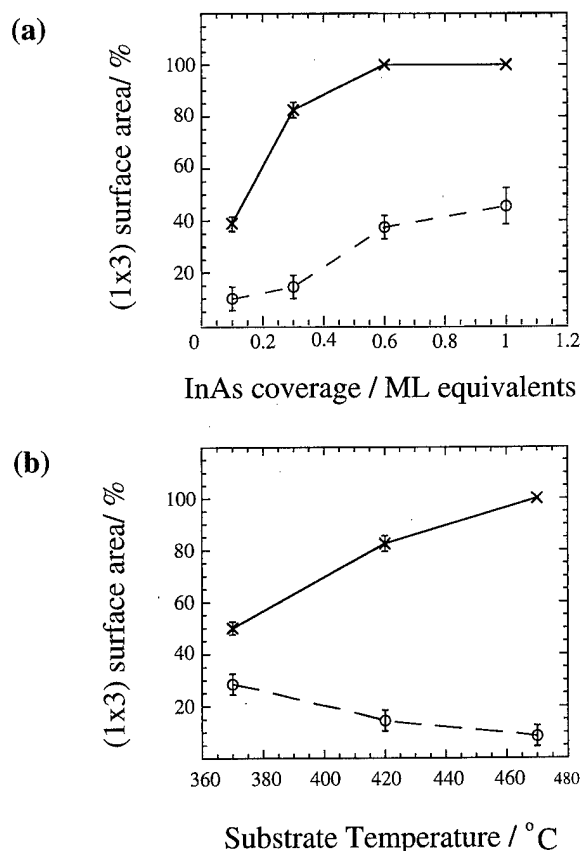 (a)
(1x3) surface area/ %
100
80
60
40
20
0 0.2 0.4 0.6 0.8 1 1.2
InAs coverage / ML equivalents
(b)
(1x3) surface area/ %
100
80
60
40
20
360 380 400 420 440 460 480
Substrate Temperature / °C